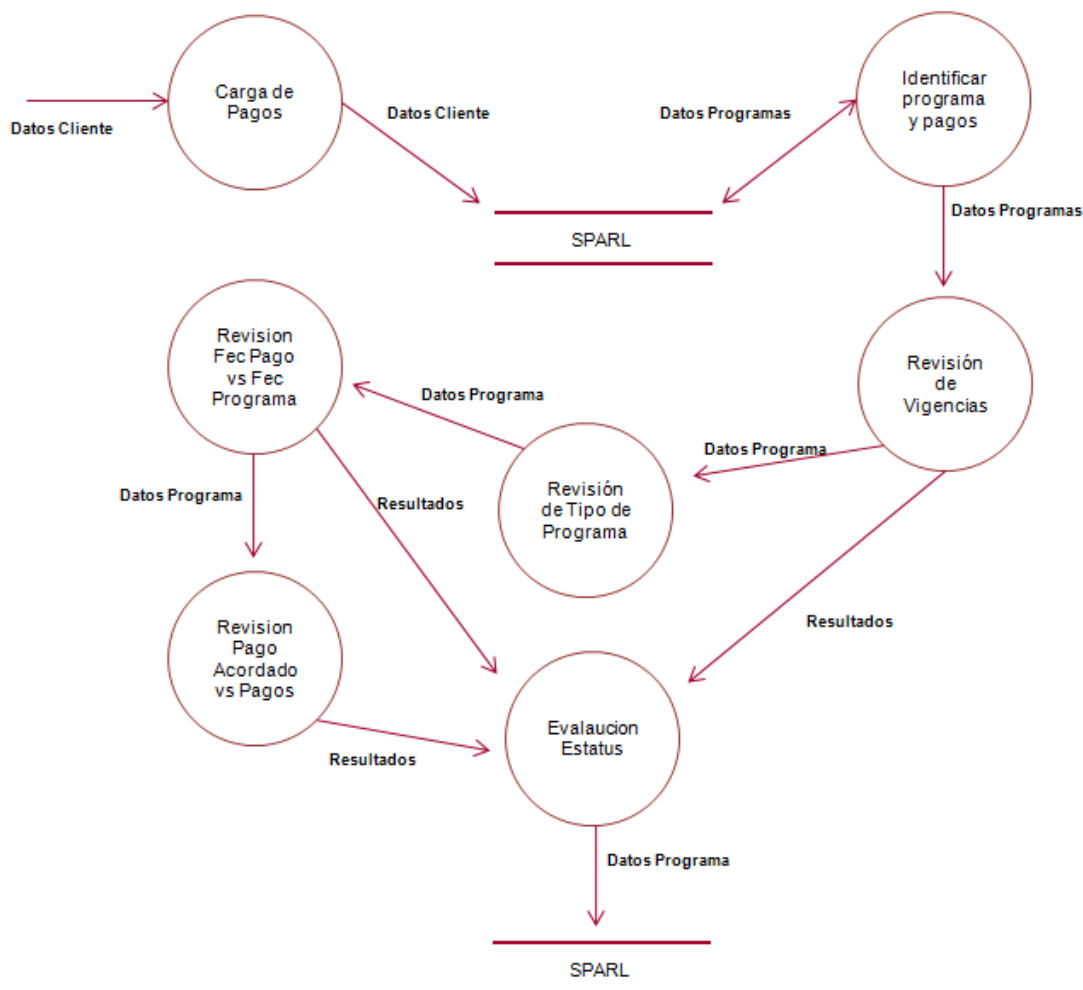 Carga de
Pagos
Datos Cliente
Datos Cliente
Datos Programas
Identificar
programa
y pagos
Datos Programas
SPARL
Revision
Fec Pago
vs Fec
Programa
Datos Programa
Revisión
de
Vigencias
Datos Programa
Revisión
de Tipo de
Programa
Datos Programa
Resultados
Revision
Pago
Acordado
vs Pagos
Resultados
Resultados
Evalaucion
Estatus
Datos Programa
SPARL